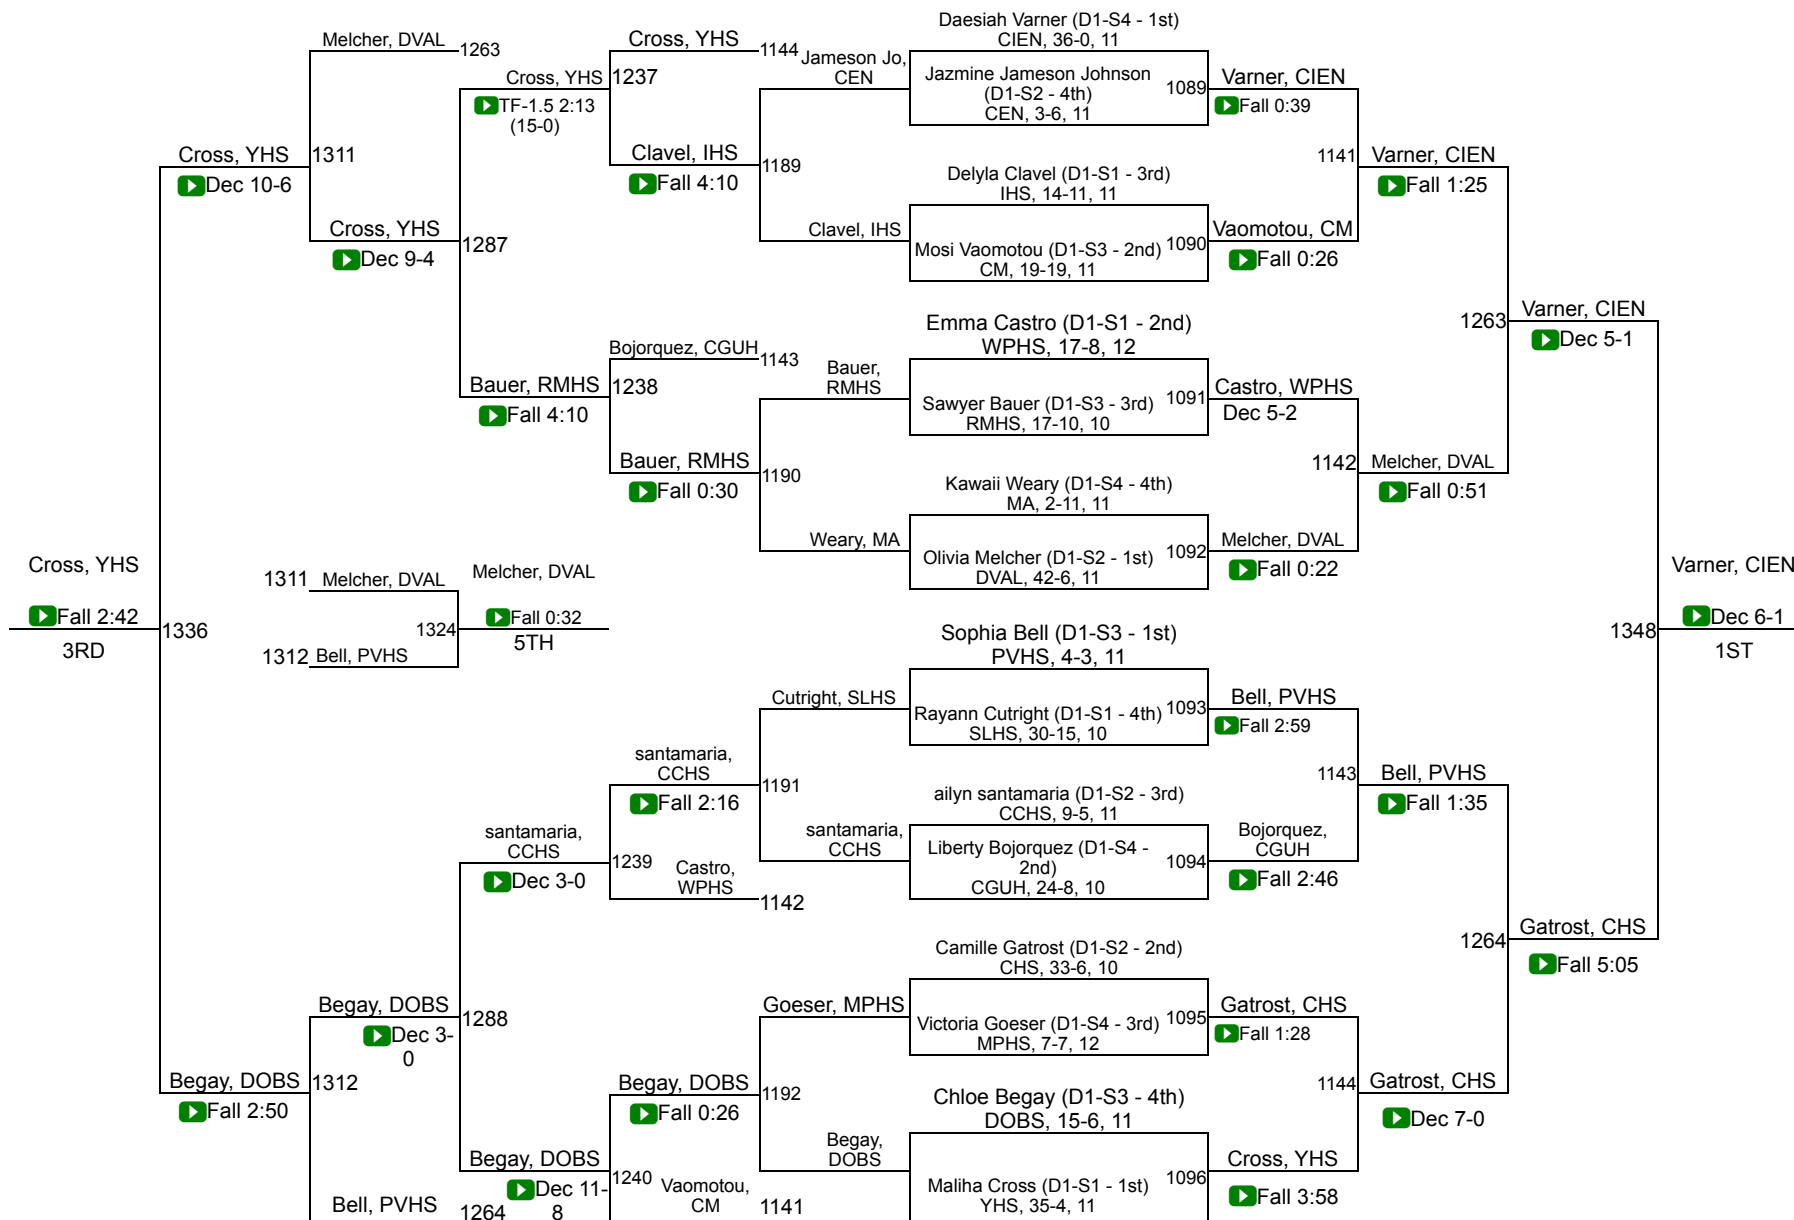 Daesiah Varner (D1-S4 - 1st)
CIEN, 36-0, 11
Melcher, DVAL
1263
Cross, YHS
1144
Jameson Jo,
CEN
Jazmine Jameson Johnson
(D1-S2 - 4th)
CEN, 3-6, 11
1089
Varner, CIEN
Fall 0:39
Cross, YHS
1237
TF-1.5 2:13
(15-0)
Cross, YHS
1311
Dec 10-6
Clavel, IHS
1189
Fall 4:10
Delyla Clavel (D1-S1 - 3rd)
IHS, 14-11, 11
1141
Varner, CIEN
Fall 1:25
Cross, YHS
1287
Dec 9-4
Clavel, IHS
Mosi Vaomotou (D1-S3 - 2nd)
CM, 19-19, 11
1090
Vaomotou, CM
Fall 0:26
Emma Castro (D1-S1 - 2nd)
WPHS, 17-8, 12
1263
Varner, CIEN
Dec 5-1
Bojorquez, CGUH
1143
Bauer, RMHS
1238
Fall 4:10
Bauer,
RMHS
Sawyer Bauer (D1-S3 - 3rd)
RMHS, 17-10, 10
1091
Castro, WPHS
Dec 5-2
Bauer, RMHS
1190
Fall 0:30
Kawaii Weary (D1-S4 - 4th)
MA, 2-11, 11
1142
Melcher, DVAL
Fall 0:51
Weary, MA
Olivia Melcher (D1-S2 - 1st)
DVAL, 42-6, 11
1092
Melcher, DVAL
Fall 0:22
Cross, YHS
Fall 2:42
3RD
1336
1311
Melcher, DVAL
1312
Bell, PVHS
1324
Melcher, DVAL
Fall 0:32
5TH
Varner, CIEN
Dec 6-1
1ST
1348
Sophia Bell (D1-S3 - 1st)
PVHS, 4-3, 11
Cutright, SLHS
Rayann Cutright (D1-S1 - 4th)
SLHS, 30-15, 10
1093
Bell, PVHS
Fall 2:59
santamaria,
CCHS
1191
Fall 2:16
ailyn santamaria (D1-S2 - 3rd)
CCHS, 9-5, 11
1143
Bell, PVHS
Fall 1:35
santamaria,
CCHS
1239
Dec 3-0
Castro,
WPHS
1142
santamaria,
CCHS
Liberty Bojorquez (D1-S4 -
2nd)
CGUH, 24-8, 10
1094
Bojorquez,
CGUH
Fall 2:46
Camille Gatrost (D1-S2 - 2nd)
CHS, 33-6, 10
1264
Gatrost, CHS
Fall 5:05
Begay, DOBS
1288
Dec 3-
0
Goeser, MPHS
Victoria Goeser (D1-S4 - 3rd)
MPHS, 7-7, 12
1095
Gatrost, CHS
Fall 1:28
Begay, DOBS
1312
Fall 2:50
Begay, DOBS
1192
Fall 0:26
Chloe Begay (D1-S3 - 4th)
DOBS, 15-6, 11
1144
Gatrost, CHS
Dec 7-0
Begay, DOBS
1240
Dec 11-
8
Begay,
DOBS
Maliha Cross (D1-S1 - 1st)
YHS, 35-4, 11
1096
Cross, YHS
Fall 3:58
Bell, PVHS
1264
Vaomotou,
CM
1141